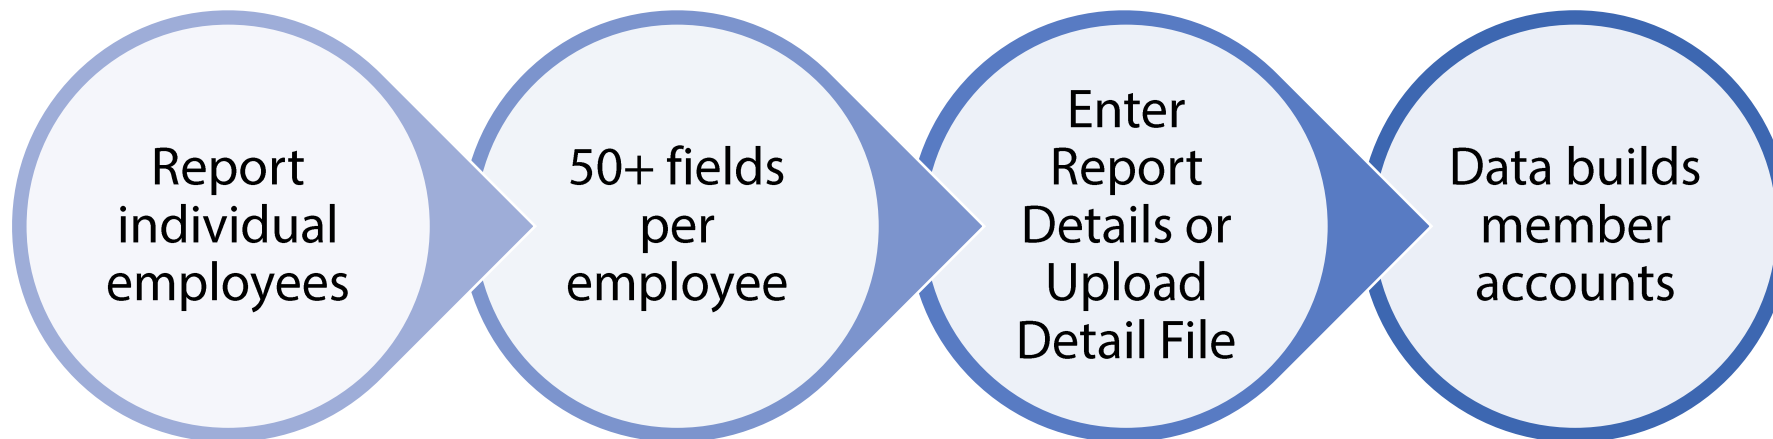 Report
individual
employees
50+ fields
per
employee
Enter
Report
Details or
Upload
Detail File
Data builds
member
accounts